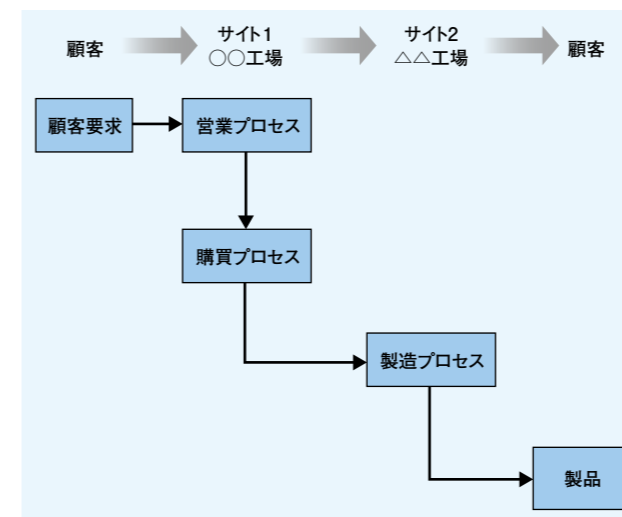 顧客
サイト1
○○工場
サイト2
△△工場
顧客
顧客要求
営業プロセス
購買プロセス
製造プロセス
製品